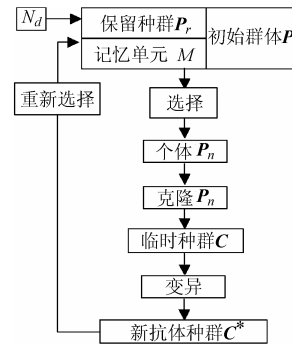 N_d
保留种群P_r
初始群体P
记忆单元 M
重新选择
选择
个体P_n
克隆P_n
临时种群C
变异
新抗体种群C*